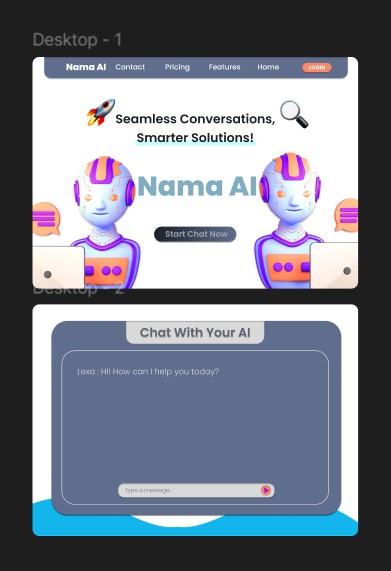 Desktop - 1
Nama AI Contact Pricing Features Home LOGIN
Seamless Conversations,
Smarter Solutions!
Nama AI
Start Chat Now
Desktop - 2
Chat With Your AI
Lexa : Hi! How can I help you today?
Type a message...